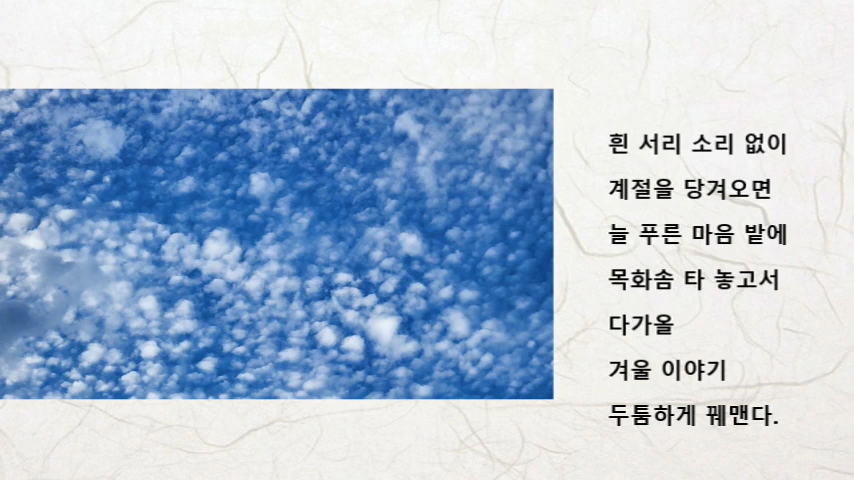 흰 서리 소리 없이
계절을 당겨오면
늘 푸른 마음 밭에
목화솜 타 놓고서
다가올
겨울 이야기
두툼하게 꿰맨다.